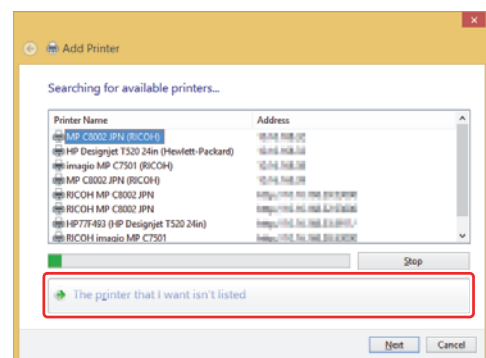 Add Printer
Searching for available printers...
Printer Name Address
MP C8002 JPN (RICOH)
HP Designjet T520 24in (Hewlett-Packard)
imagio MP C7501 (RICOH)
MP C8002 JPN (RICOH)
RICOH MP C8002 JPN
RICOH MP C8002 JPN
HP77F493 (HP Designjet T520 24in)
RICOH imagio MP C7501
Stop
The printer that I want isn't listed
Next Cancel